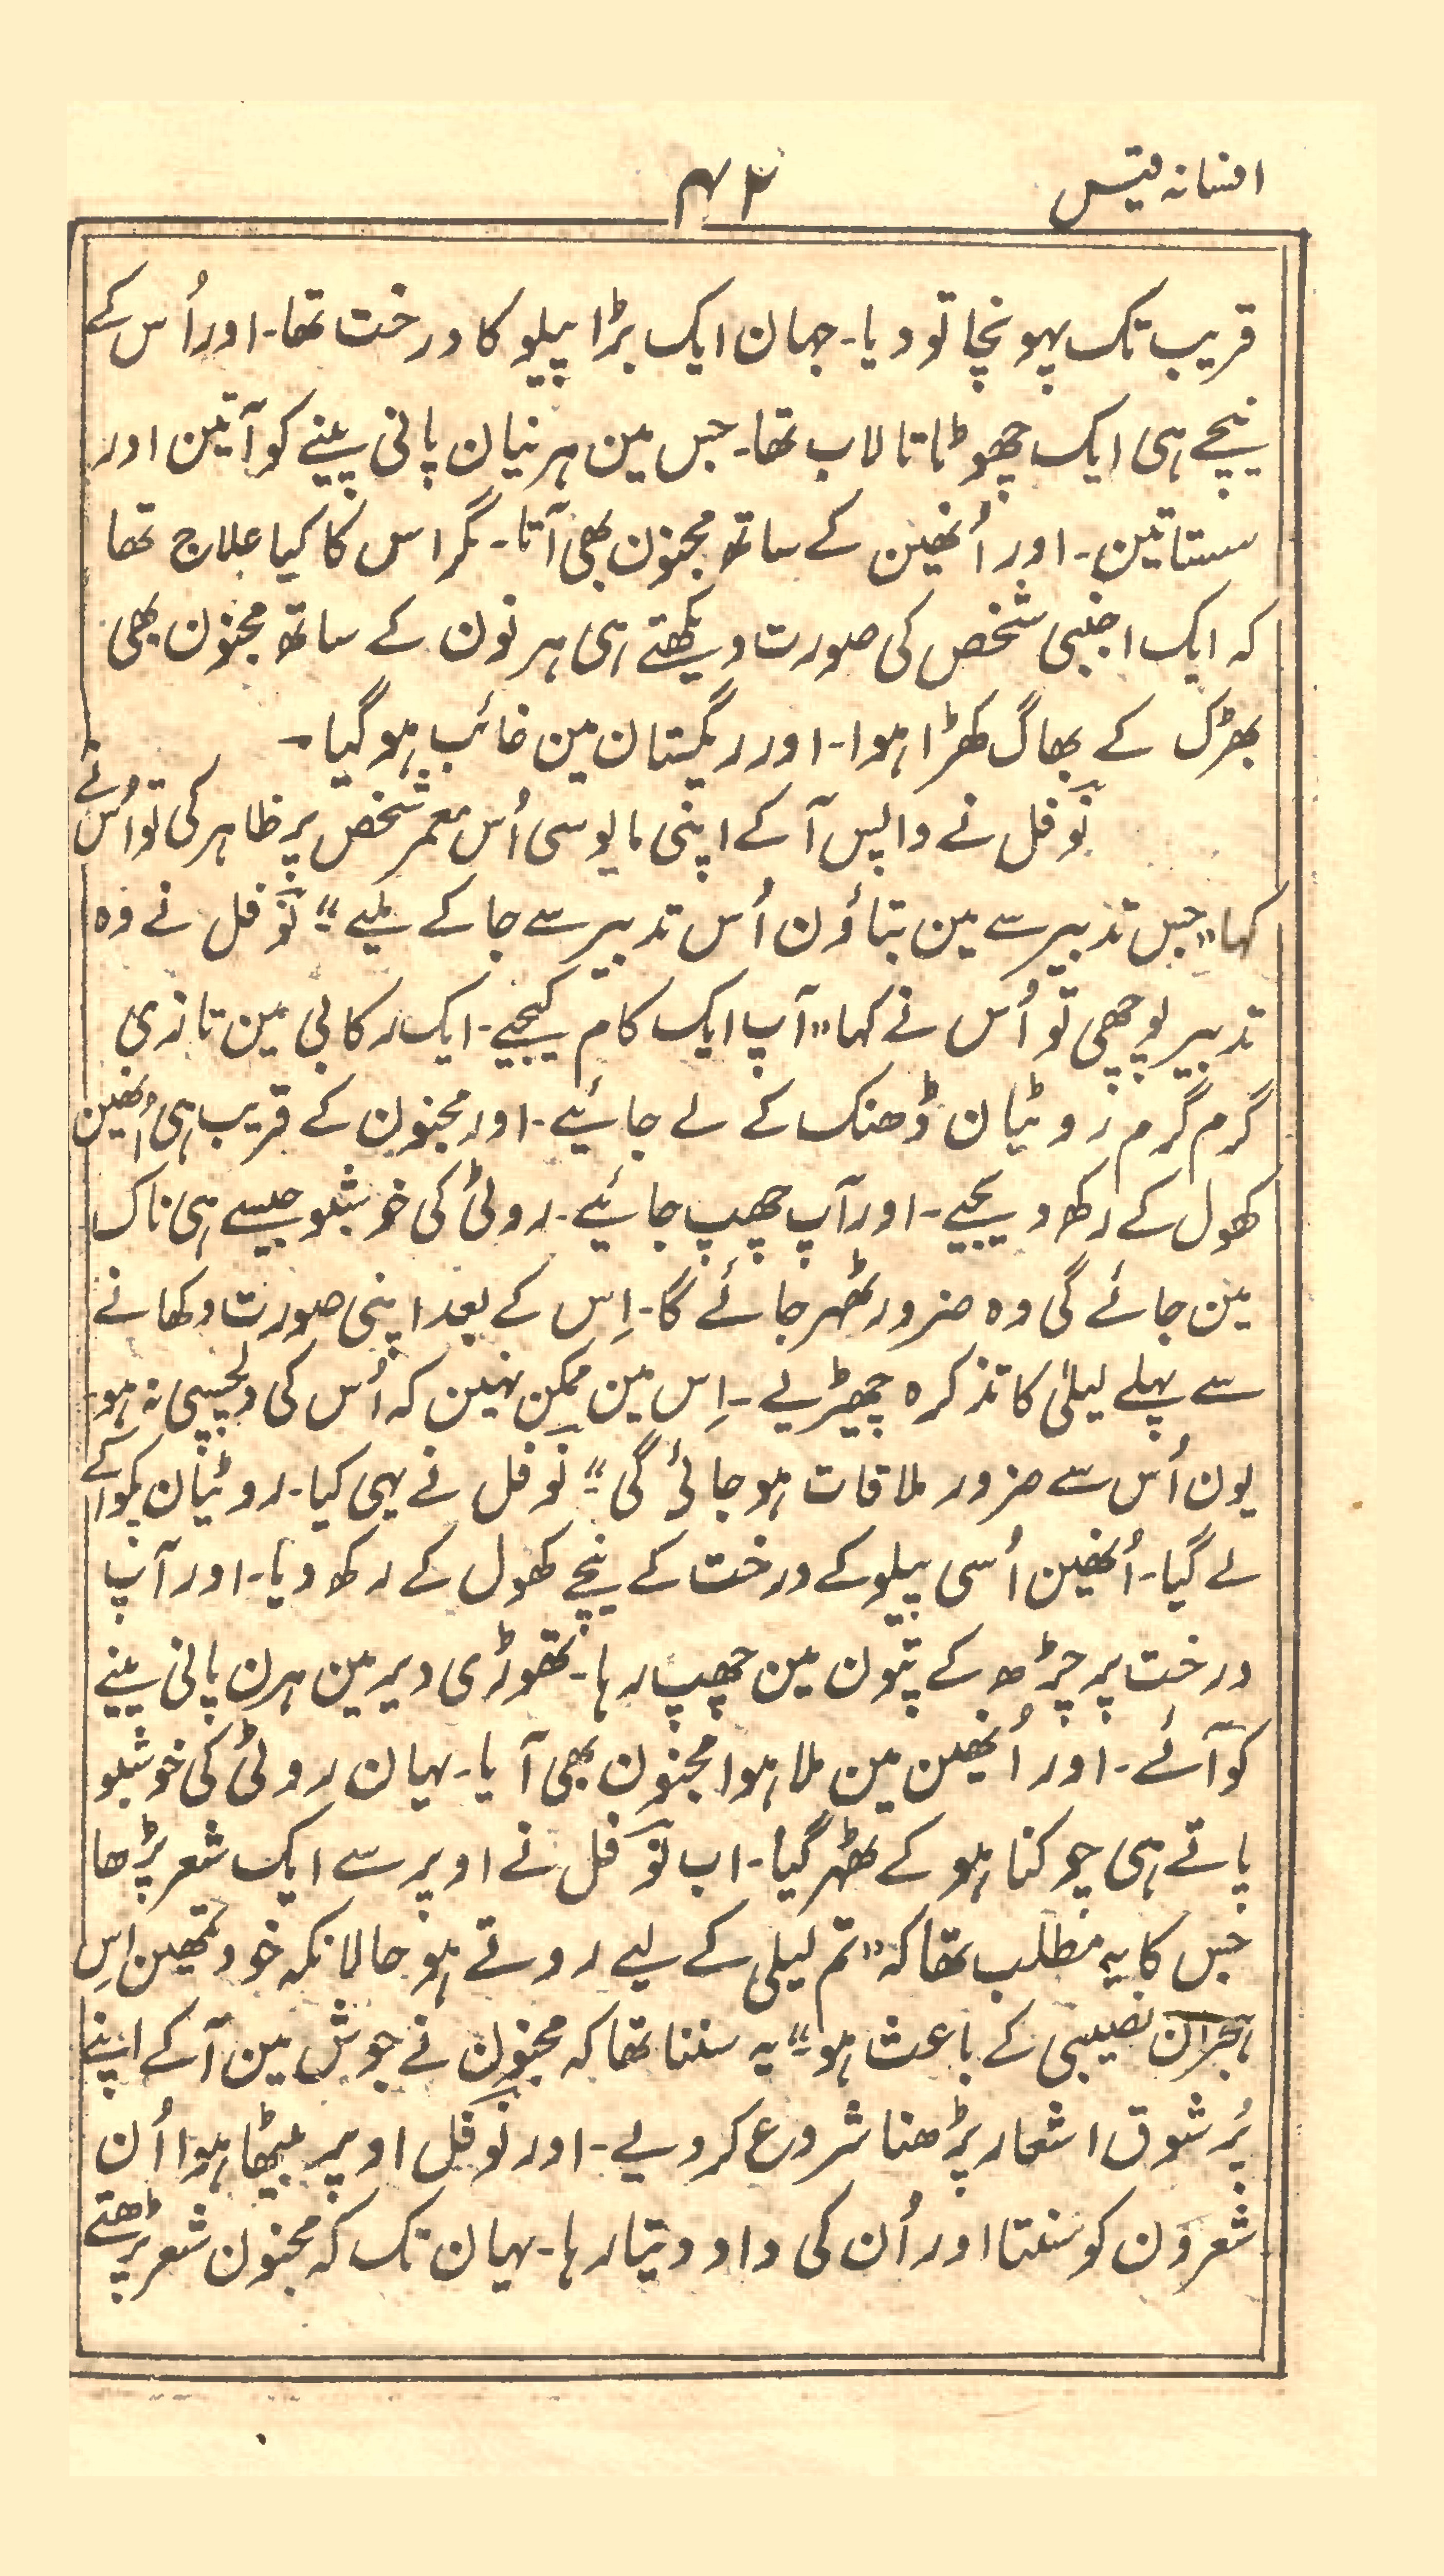 افسانہ قیس
۴۲
قریب تک پہونچا تو دیا۔ جہان ایک بڑا پیلو کا درخت تھا۔ اور اُس کے
نیچے ہی ایک چھوٹا تالاب تھا۔ جس مین ہرنیان پانی پینے کو آتین اور
سستاتین۔ اور اُنھین کے ساتھ مجنون بھی آتا۔ مگر اس کا کیا علاج تھا
کہ ایک اجنبی شخص کی صورت دیکھتے ہی ہرنون کے ساتھ مجنون بھی
بھڑک کے بھاگ کھڑا ہوا۔ اور ریگستان مین غائب ہو گیا۔
نَوفل نے واپس آ کے اپنی مایوسی اُس معمر شخص پر ظاہر کی تو اُس نے
کہا "جس تدبیر سے مین بتاؤن اُس تدبیر سے جا کے ملیے" نَوفل نے وہ
تدبیر پوچھی تو اُس نے کہا "آپ ایک کام کیجیے۔ ایک رکابی مین تازی
گرم گرم روٹیان ڈھنک کے لے جائیے۔ اور مجنون کے قریب ہی اُنھین
کھول کے رکھ دیجیے۔ اور آپ چھپ جائیے۔ روٹی کی خوشبو جیسے ہی ناک
مین جائے گی وہ ضرور ٹھہر جائے گا۔ اِس کے بعد اپنی صورت دکھانے
سے پہلے لیلیٰ کا تذکرہ چھیڑیے۔ اِس مین ممکن نہین کہ اُس کی دلچسپی نہ ہو۔
یون اُس سے ضرور ملاقات ہو جائی گی" نَوفل نے یہی کیا۔ روٹیان پکوا کے
لے گیا۔ اُنھین اُسی پیلو کے درخت کے نیچے کھول کے رکھ دیا۔ اور آپ
درخت پر چڑھ کے پتون مین چھپ رہا۔ تھوڑی دیر مین ہرن پانی پینے
کو آئے۔ اور اُنھین مین ملا ہوا مجنون بھی آیا۔ یہان روٹی کی خوشبو
پاتے ہی چوکنا ہو کے ٹھہر گیا۔ اب نَوفل نے اوپر سے ایک شعر پڑھا
جس کا یہ مطلب تھا کہ "تم لیلی کے لیے روتے ہو حالانکہ خود تمھین اِس
ہجران نصیبی کے باعث ہو" یہ سننا تھا کہ مجنون نے جوش مین آ کے اپنے
پُر شوق اشعار پڑھنا شروع کر دیے۔ اور نَوفل اوپر بیٹھا ہوا اُن
شعرون کو سنتا اور اُن کی داد دیتا رہا۔ یہان تک کہ مجنون شعر پڑھتے